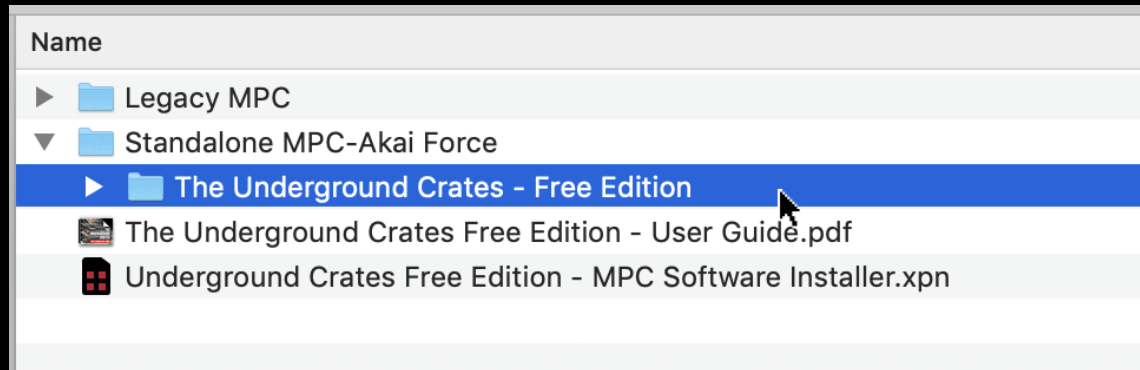 Name
Legacy MPC
Standalone MPC-Akai Force
The Underground Crates - Free Edition
The Underground Crates Free Edition - User Guide.pdf
Underground Crates Free Edition - MPC Software Installer.xpn